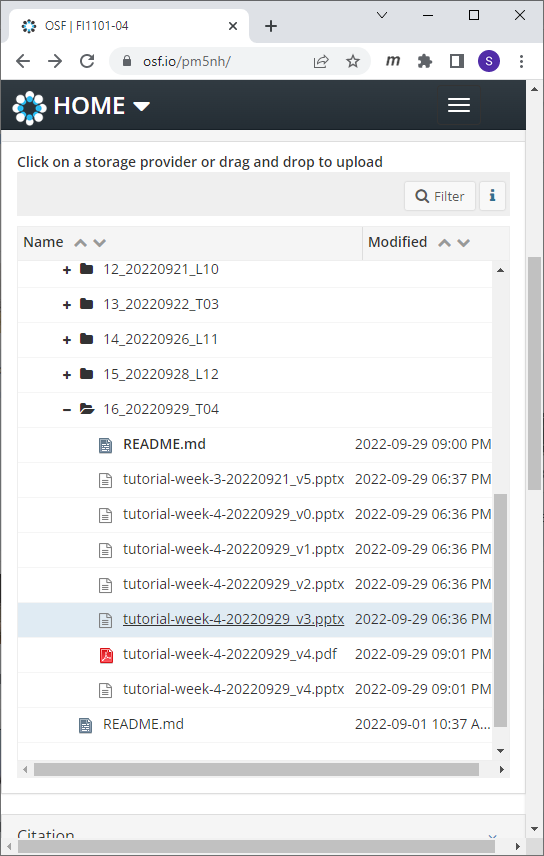 OSF | FI1101-04
osf.io/pm5nh/
m
S
HOME
Click on a storage provider or drag and drop to upload
Filter
i
Name Modified
12_20220921_L10
13_20220922_T03
14_20220926_L11
15_20220928_L12
16_20220929_T04
README.md 2022-09-29 09:00 PM
tutorial-week-3-20220921_v5.pptx 2022-09-29 06:37 PM
tutorial-week-4-20220929_v0.pptx 2022-09-29 06:36 PM
tutorial-week-4-20220929_v1.pptx 2022-09-29 06:36 PM
tutorial-week-4-20220929_v2.pptx 2022-09-29 06:36 PM
tutorial-week-4-20220929_v3.pptx 2022-09-29 06:36 PM
tutorial-week-4-20220929_v4.pdf 2022-09-29 09:01 PM
tutorial-week-4-20220929_v4.pptx 2022-09-29 09:01 PM
README.md 2022-09-01 10:37 A...
Citation